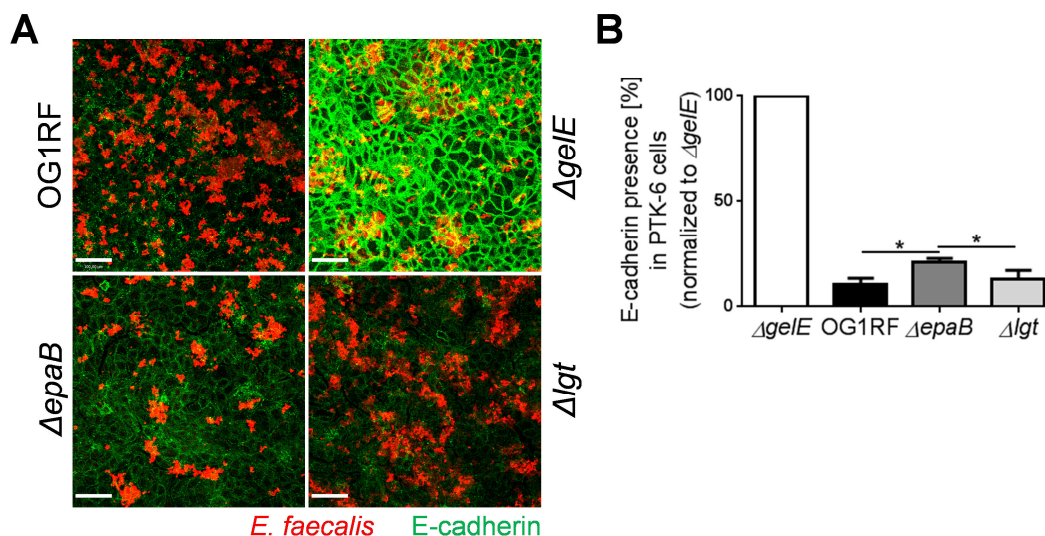 A
OG1RF
ΔgelE
ΔepaB
Δlgt
E. faecalis E-cadherin
B
E-cadherin presence [%]
in PTK-6 cells
(normalized to ΔgelE)
100
50
0
ΔgelE OG1RF ΔepaB Δlgt
* *